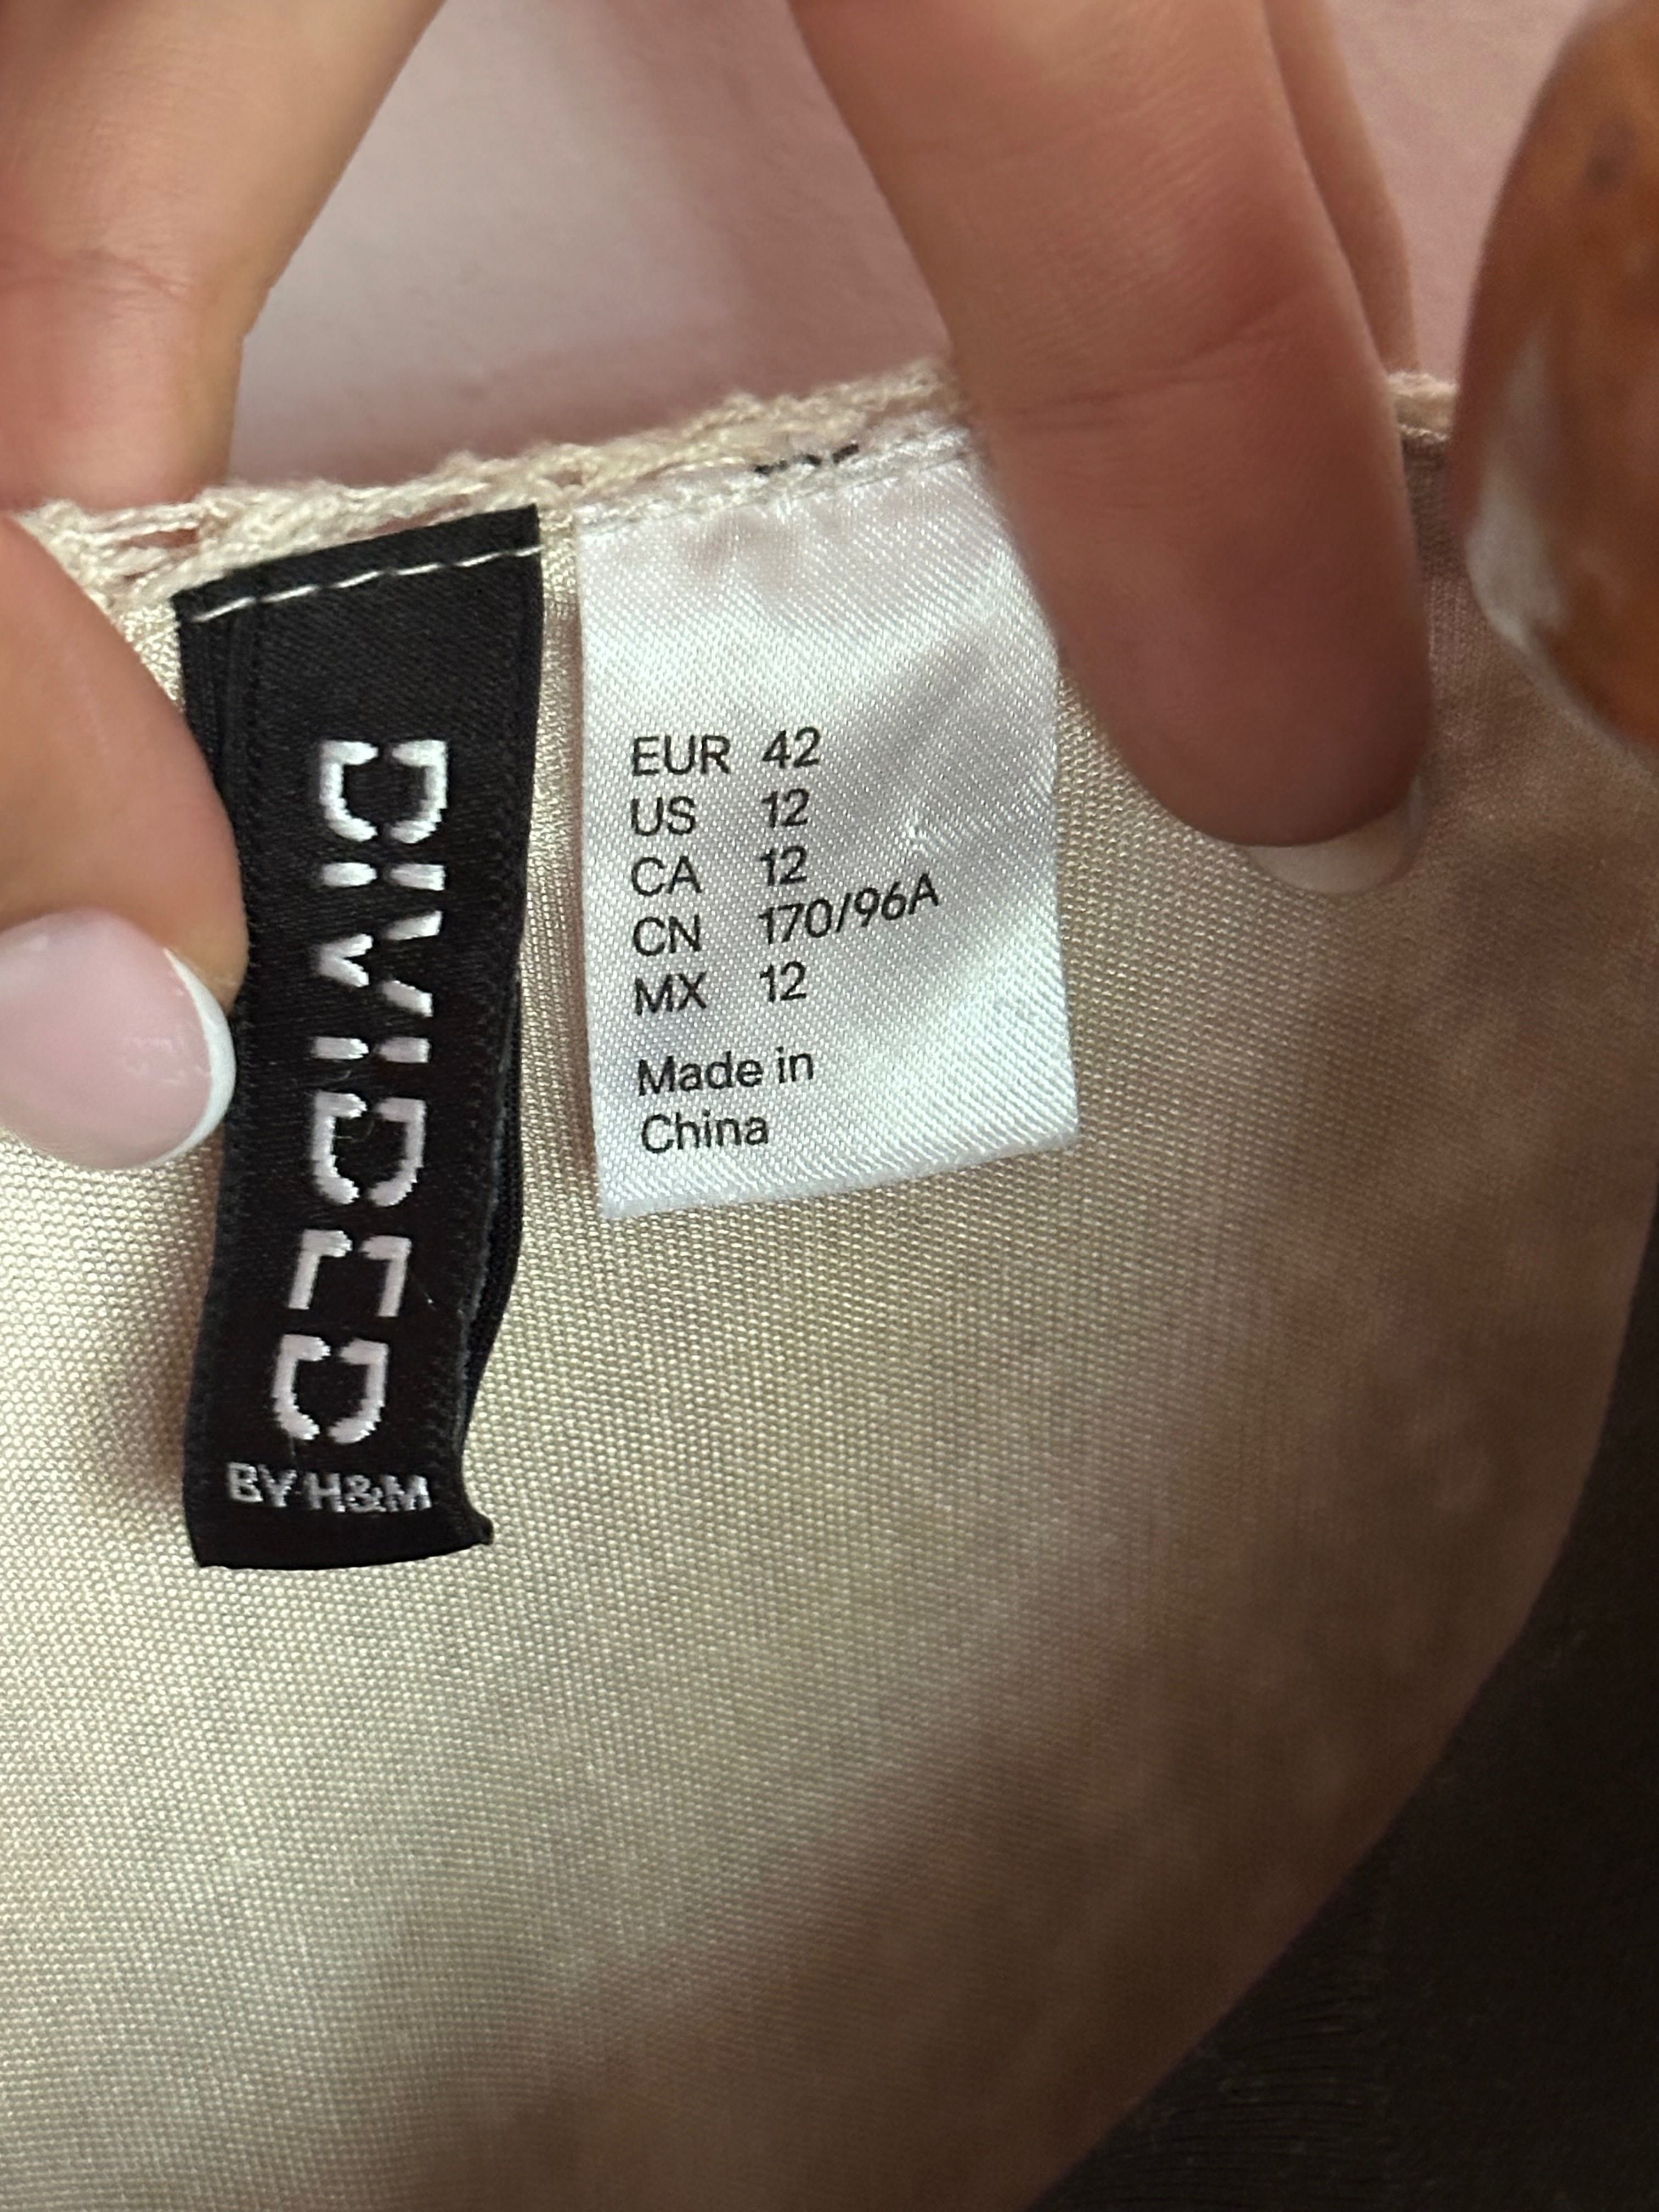 DIVIDED
BY H&M
EUR 42
US 12
CA 12
CN 170/96A
MX 12
Made in
China